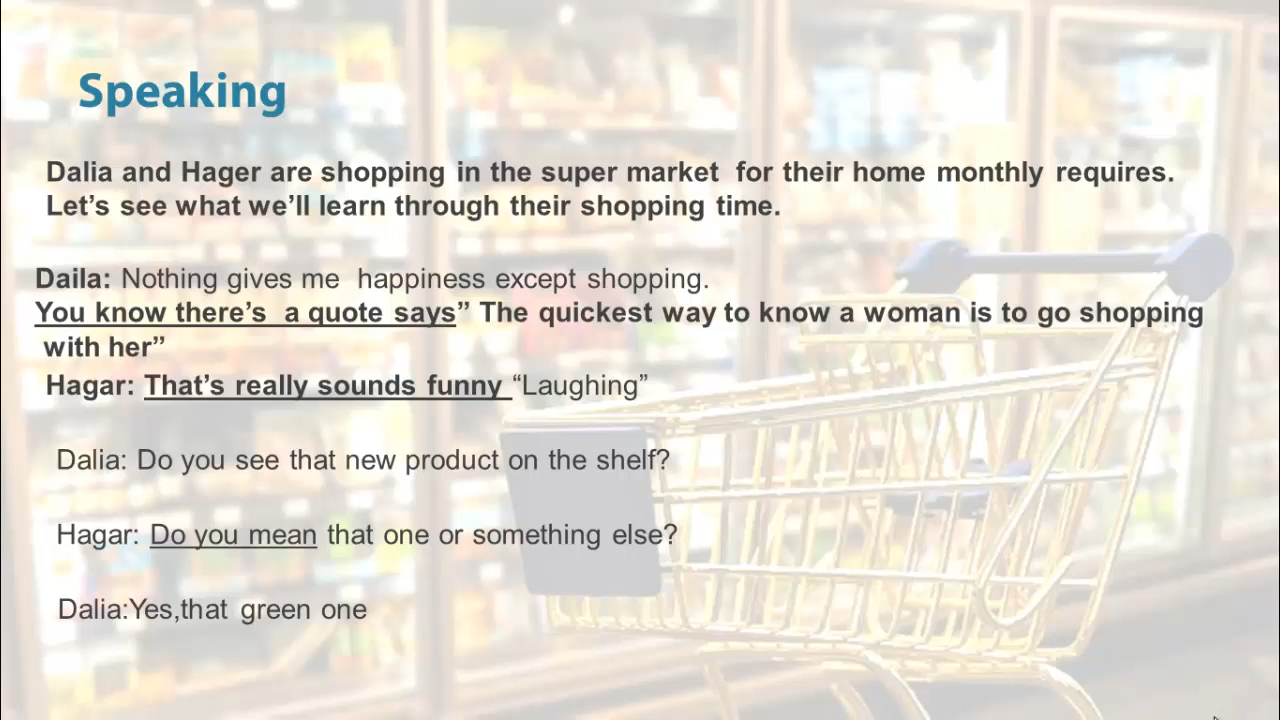 Speaking
Dalia and Hager are shopping in the super market for their home monthly requires.
Let’s see what we’ll learn through their shopping time.
Daila: Nothing gives me happiness except shopping.
You know there’s a quote says” The quickest way to know a woman is to go shopping
with her”
Hagar: That’s really sounds funny “Laughing”
Dalia: Do you see that new product on the shelf?
Hagar: Do you mean that one or something else?
Dalia:Yes,that green one